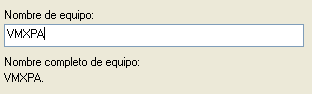 Nombre de equipo:
VMXPA
Nombre completo de equipo:
VMXPA.